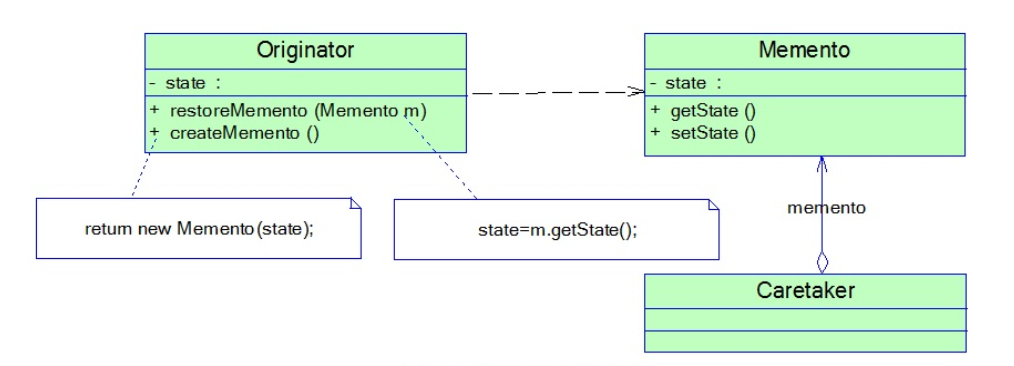 Originator
- state :
+ restoreMemento (Memento m)
+ createMemento ()
Memento
- state :
+ getState ()
+ setState ()
return new Memento(state);
state=m.getState();
memento
Caretaker